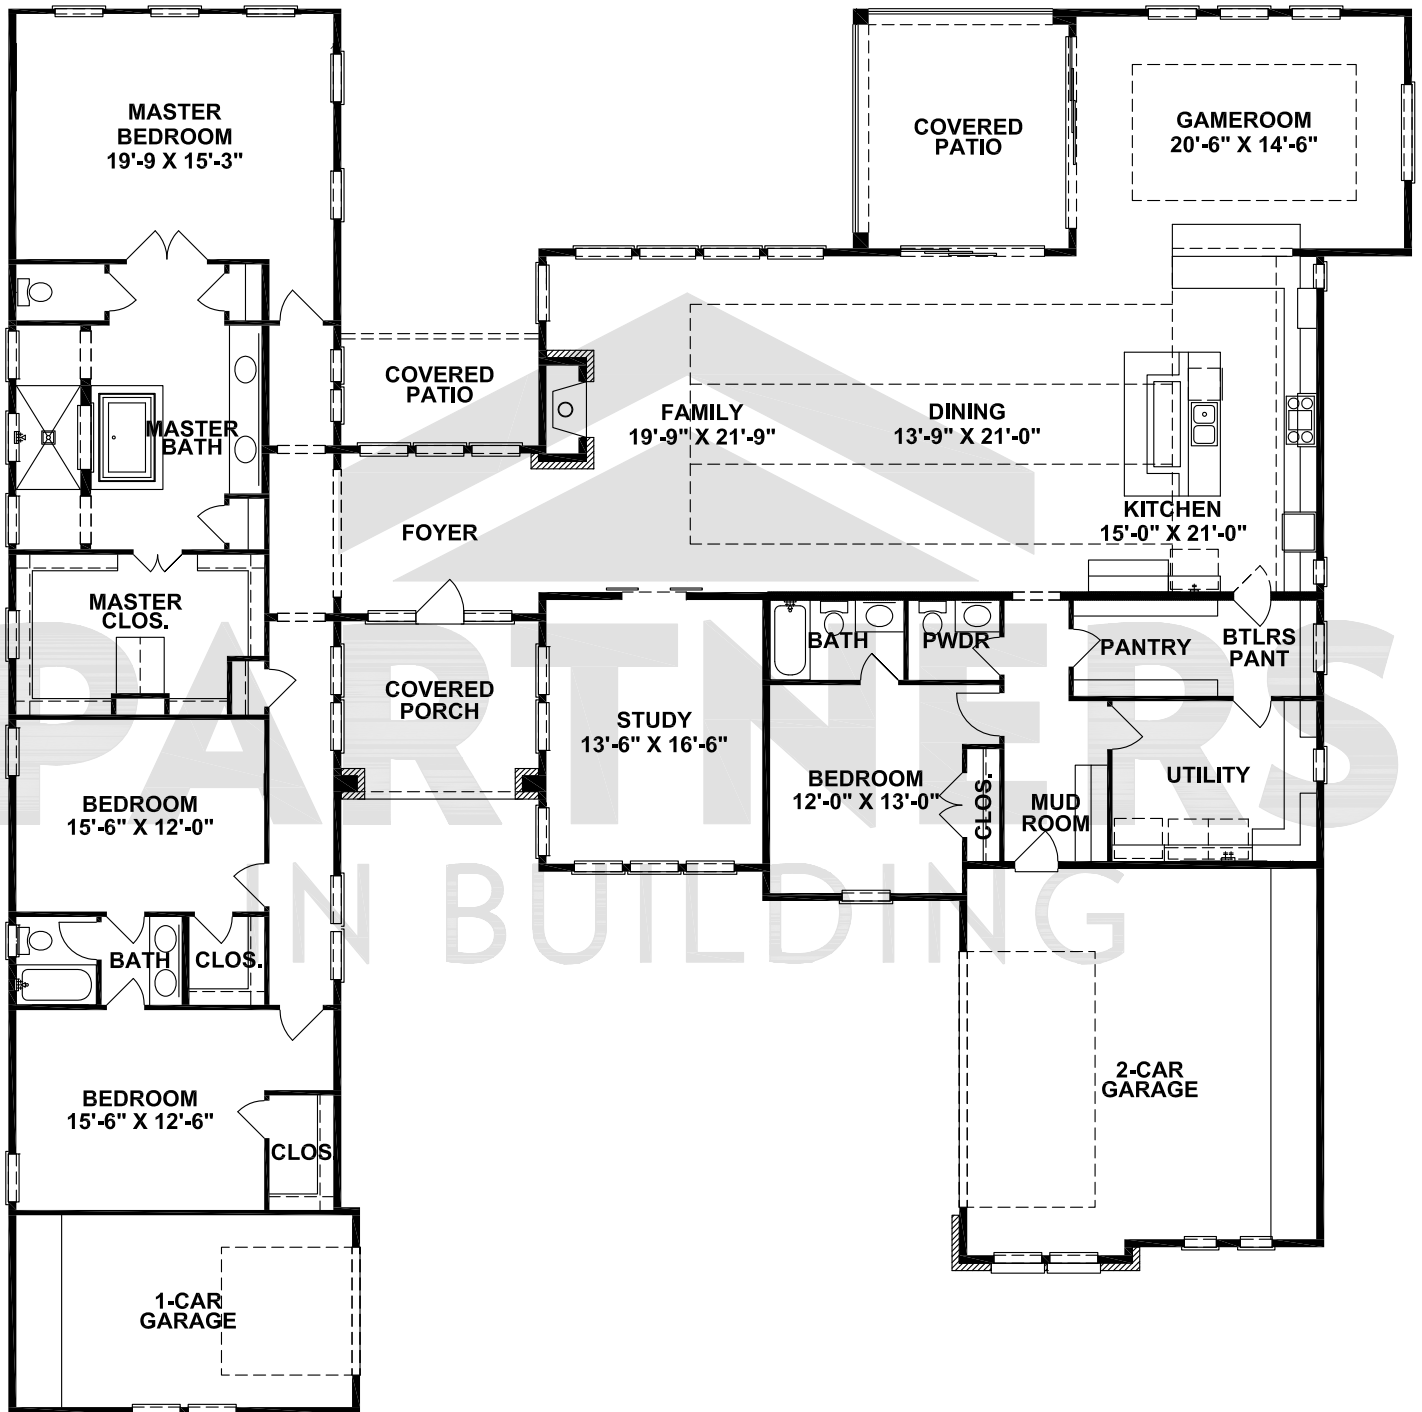 MASTER
BEDROOM
19'-9 X 15'-3"
COVERED
PATIO
GAMEROOM
20'-6" X 14'-6"
COVERED
PATIO
FAMILY
19'-9" X 21'-9"
DINING
13'-9" X 21'-0"
MASTER
BATH
KITCHEN
15'-0" X 21'-0"
FOYER
MASTER
CLOS.
BATH
PWDR
PANTRY
BTLRS
PANT
COVERED
PORCH
STUDY
13'-6" X 16'-6"
PARTNERS
IN BUILDING
BEDROOM
12'-0" X 13'-0"
CLOS.
MUD
ROOM
UTILITY
BEDROOM
15'-6" X 12'-0"
BATH
CLOS.
BEDROOM
15'-6" X 12'-6"
CLOS.
2-CAR
GARAGE
1-CAR
GARAGE